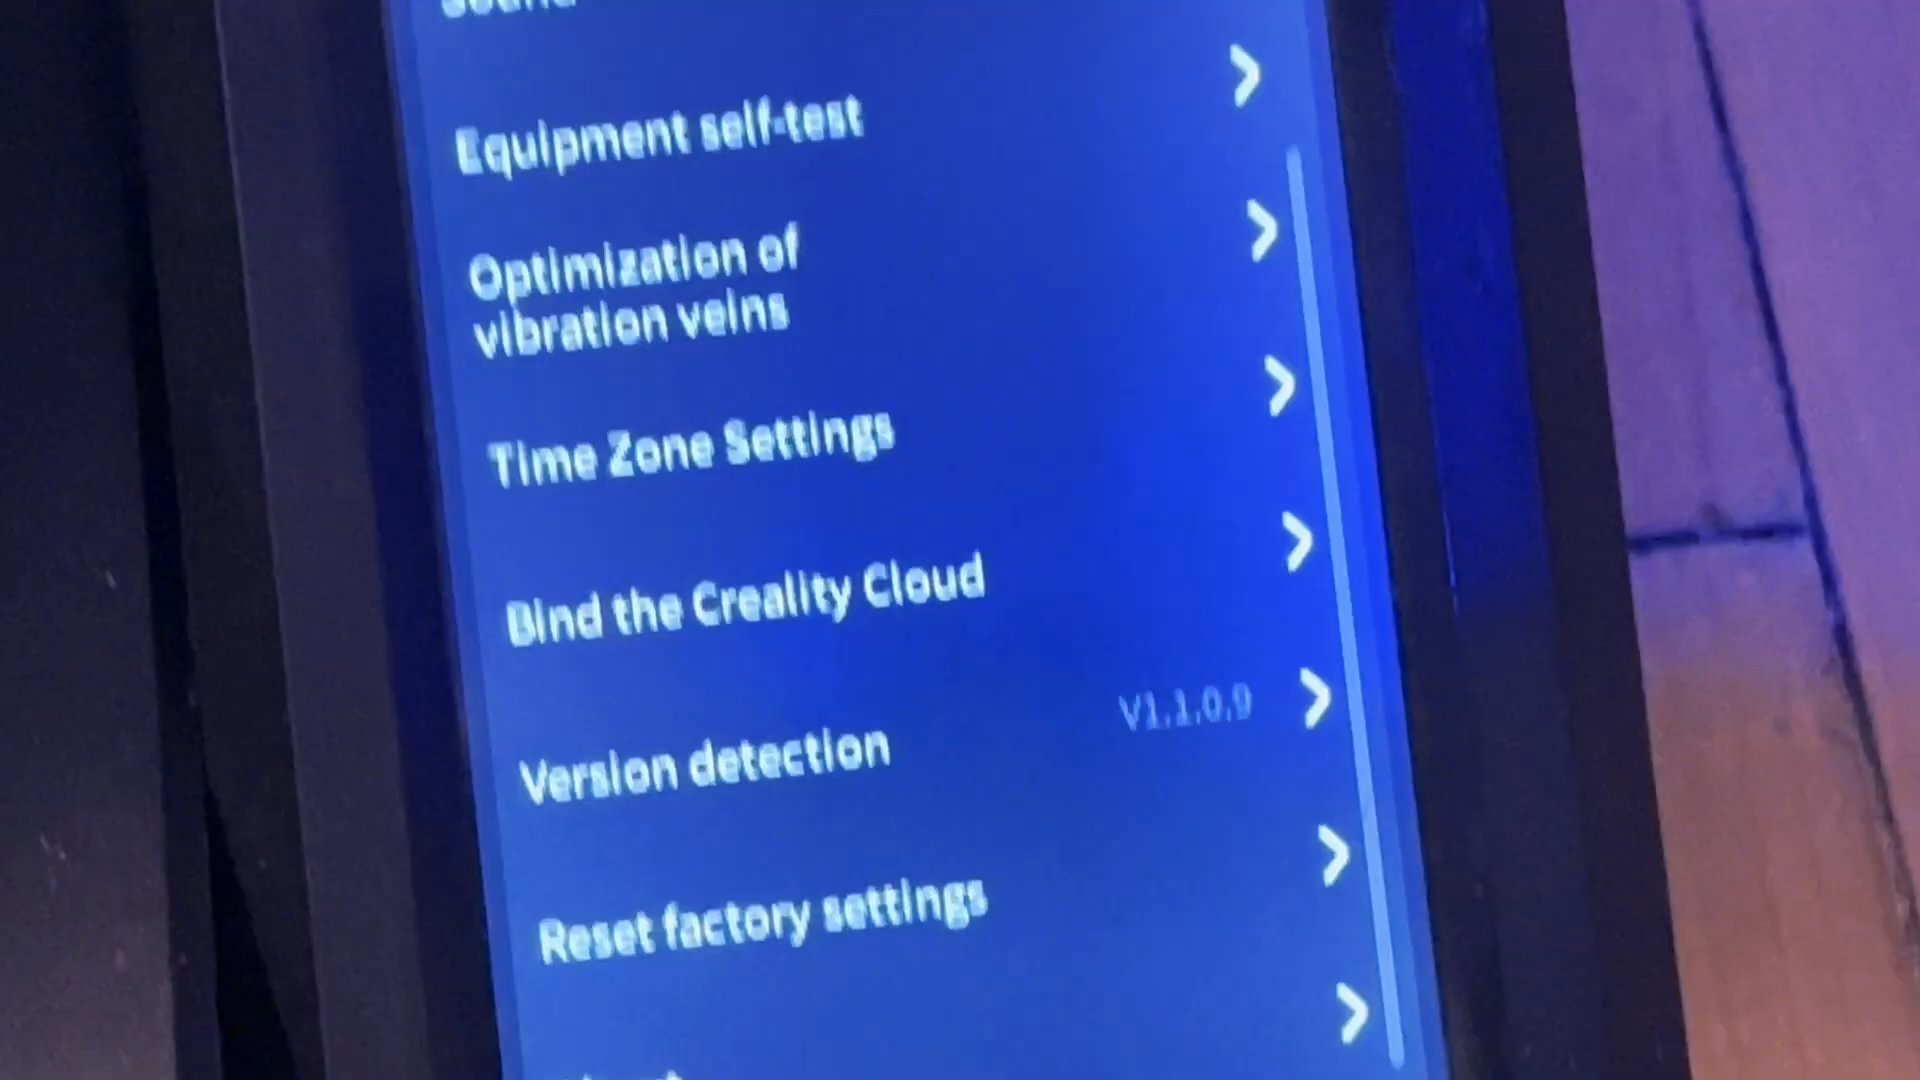 Sound
Equipment self-test
Optimization of
vibration veins
Time Zone Settings
Bind the Creality Cloud
Version detection
V1.1.0.9
Reset factory settings